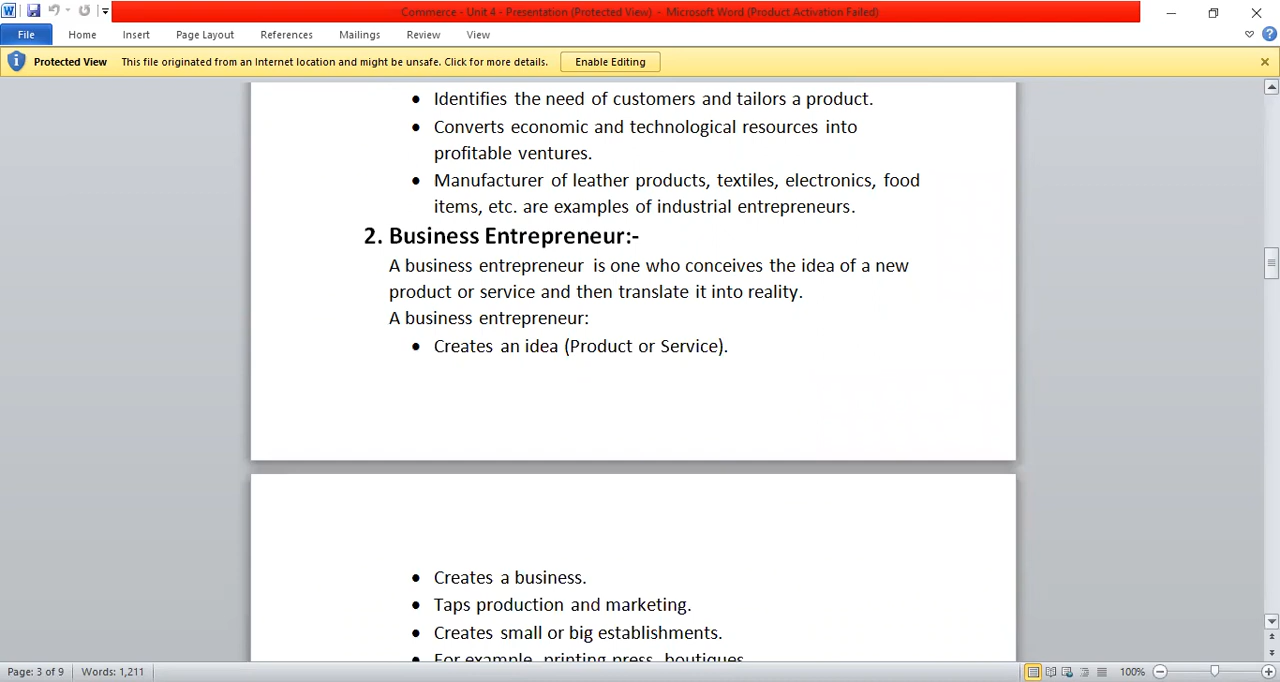 Commerce - Unit 4 - Presentation (Protected View) - Microsoft Word (Product Activation Failed)
File Home Insert Page Layout References Mailings Review View
Protected View This file originated from an Internet location and might be unsafe. Click for more details. Enable Editing
• Identifies the need of customers and tailors a product.
• Converts economic and technological resources into
profitable ventures.
• Manufacturer of leather products, textiles, electronics, food
items, etc. are examples of industrial entrepreneurs.
2. Business Entrepreneur:-
A business entrepreneur is one who conceives the idea of a new
product or service and then translate it into reality.
A business entrepreneur:
• Creates an idea (Product or Service).
• Creates a business.
• Taps production and marketing.
• Creates small or big establishments.
• For example, printing press, boutiques
Page: 3 of 9 Words: 1,211 100%